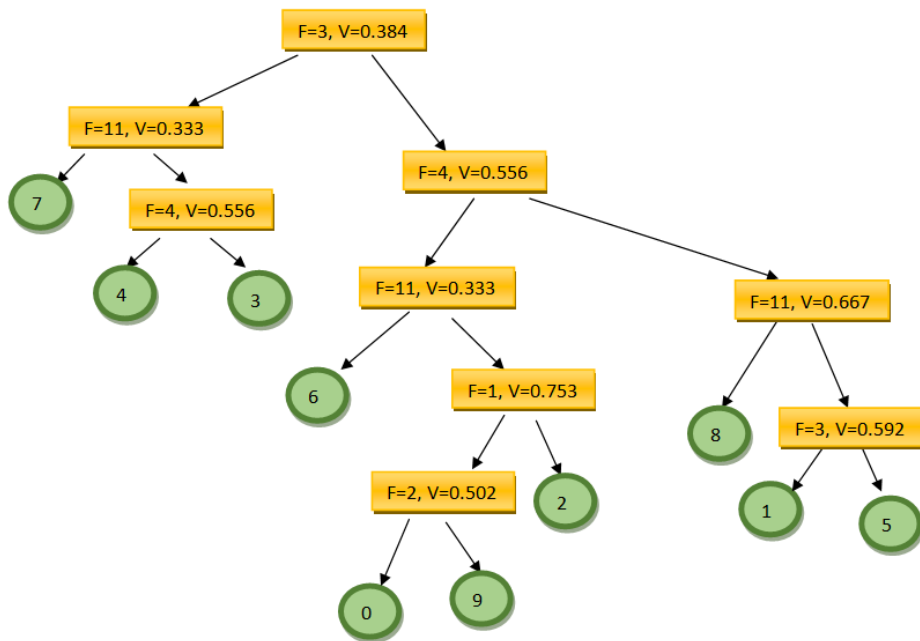 F=3, V=0.384
F=11, V=0.333
F=4, V=0.556
7
F=4, V=0.556
F=11, V=0.333
F=11, V=0.667
4
3
6
F=1, V=0.753
8
F=3, V=0.592
F=2, V=0.502
2
1
5
0
9